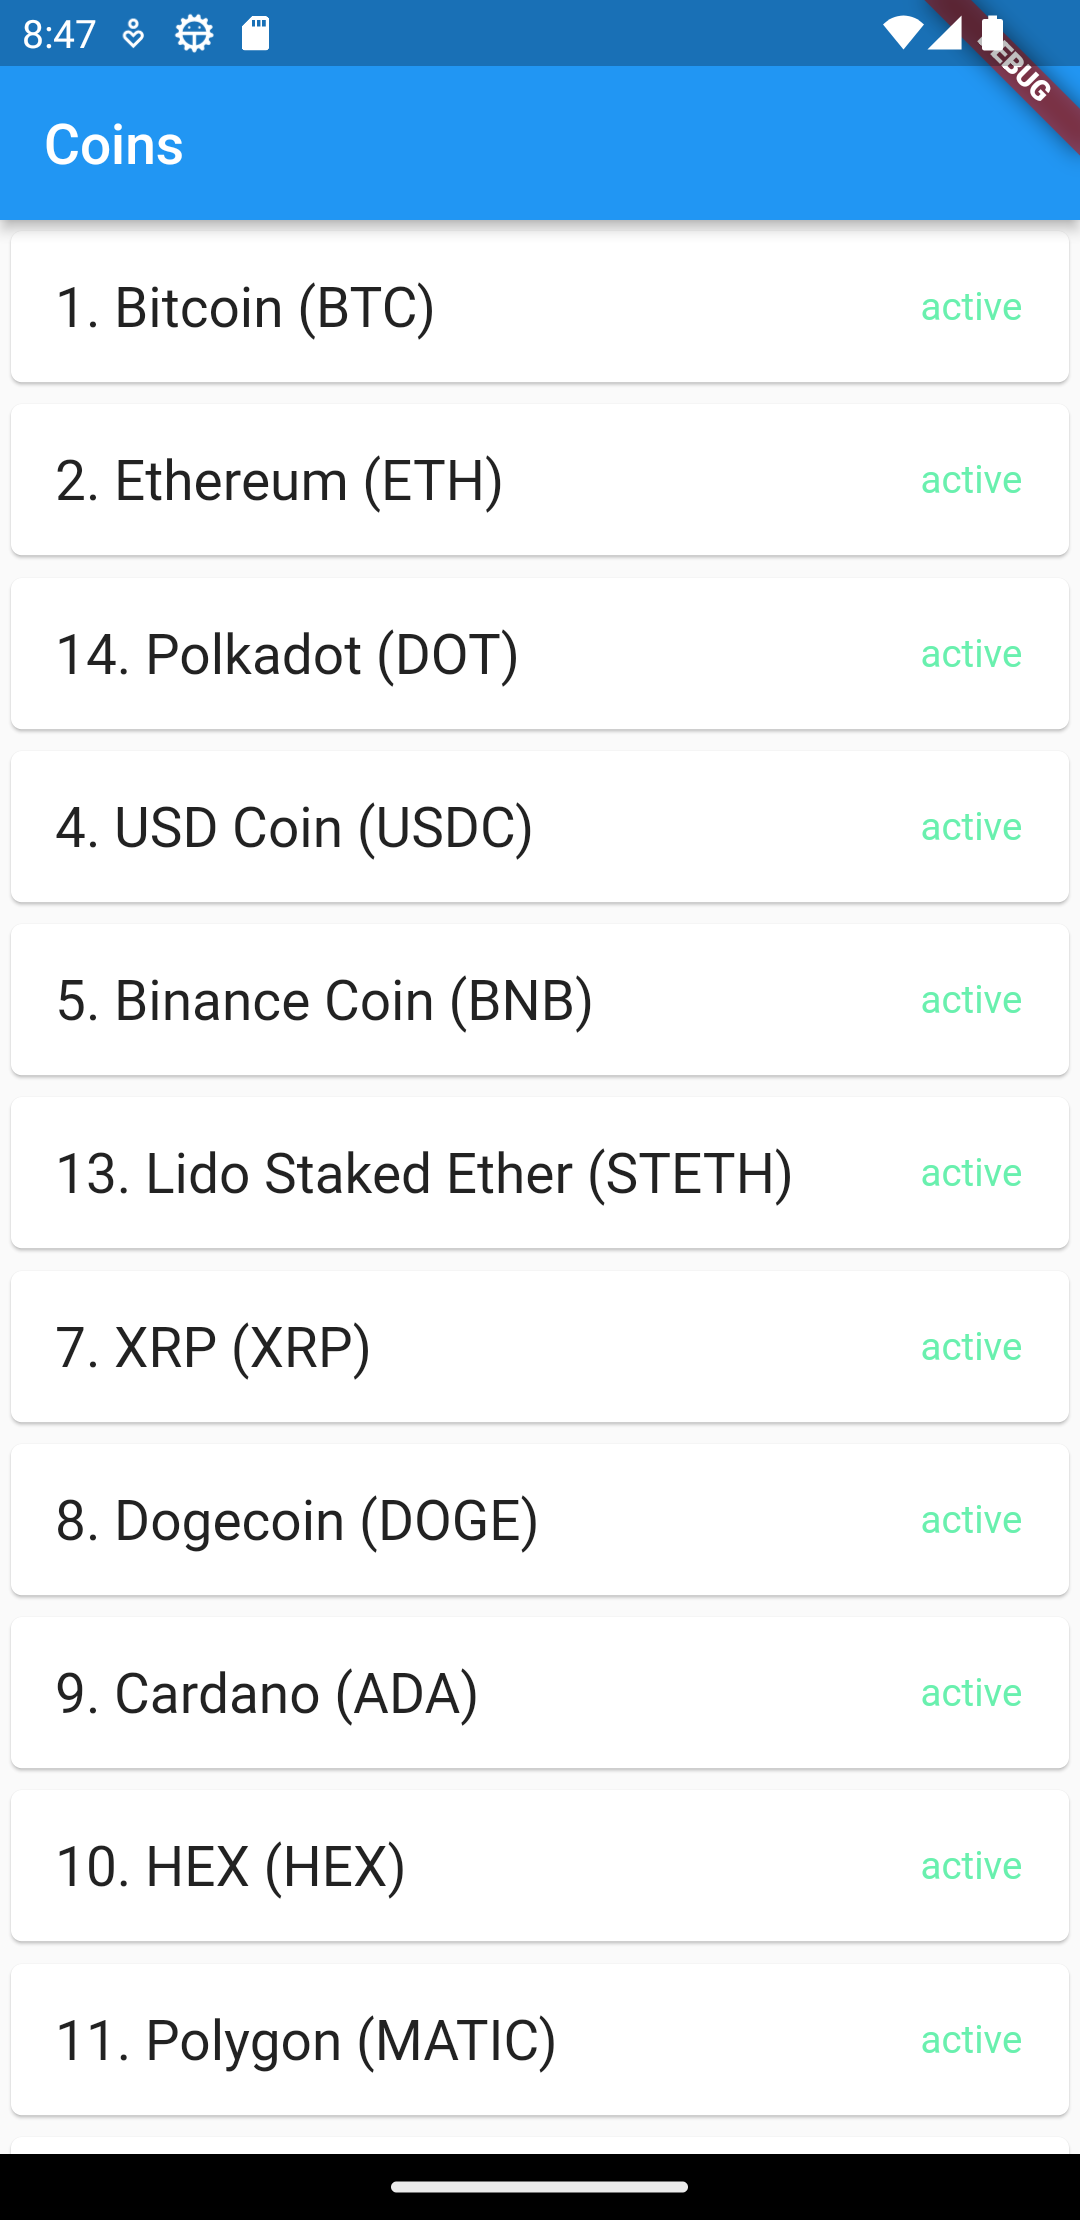 8:47
DEBUG
Coins
1. Bitcoin (BTC) active
2. Ethereum (ETH) active
14. Polkadot (DOT) active
4. USD Coin (USDC) active
5. Binance Coin (BNB) active
13. Lido Staked Ether (STETH) active
7. XRP (XRP) active
8. Dogecoin (DOGE) active
9. Cardano (ADA) active
10. HEX (HEX) active
11. Polygon (MATIC) active